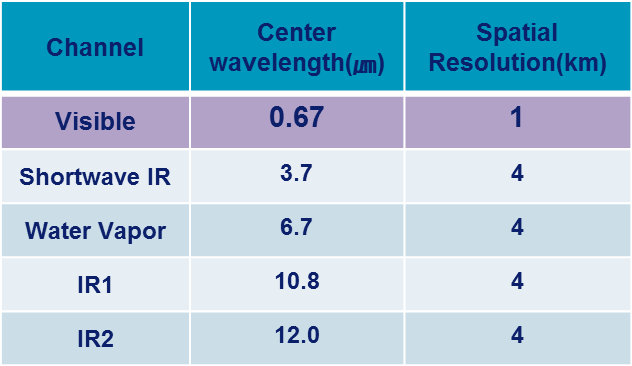 Channel
Center
wavelength(㎛)
Spatial
Resolution(km)
Visible
0.67
1
Shortwave IR
3.7
4
Water Vapor
6.7
4
IR1
10.8
4
IR2
12.0
4